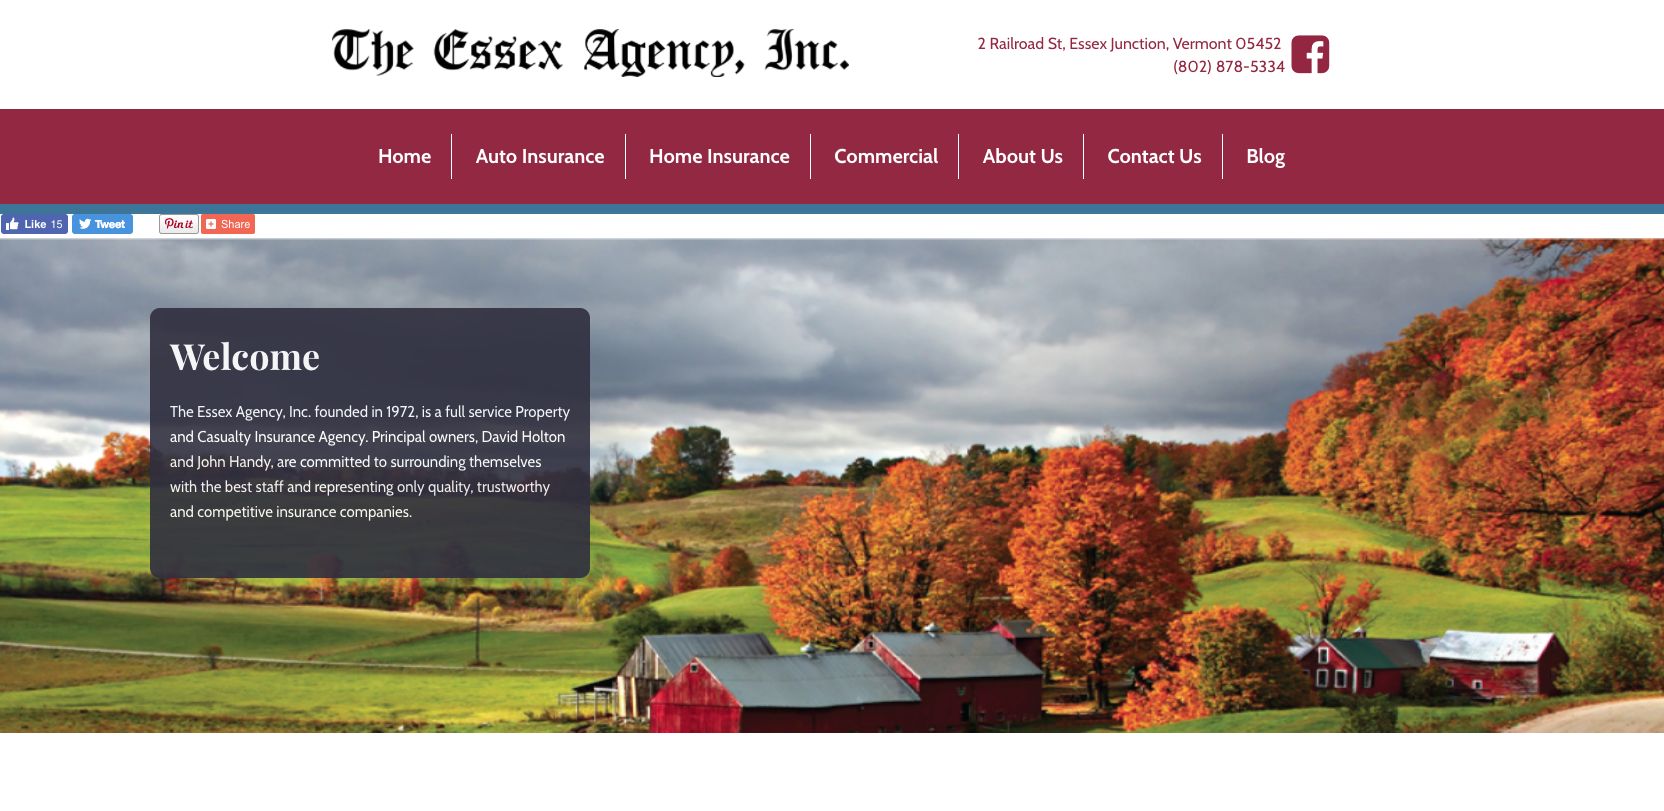 The Essex Agency, Inc.
2 Railroad St, Essex Junction, Vermont 05452
(802) 878-5334
Home
Auto Insurance
Home Insurance
Commercial
About Us
Contact Us
Blog
Like 15
Tweet
Pin it
Share
Welcome
The Essex Agency, Inc. founded in 1972, is a full service Property
and Casualty Insurance Agency. Principal owners, David Holton
and John Handy, are committed to surrounding themselves
with the best staff and representing only quality, trustworthy
and competitive insurance companies.